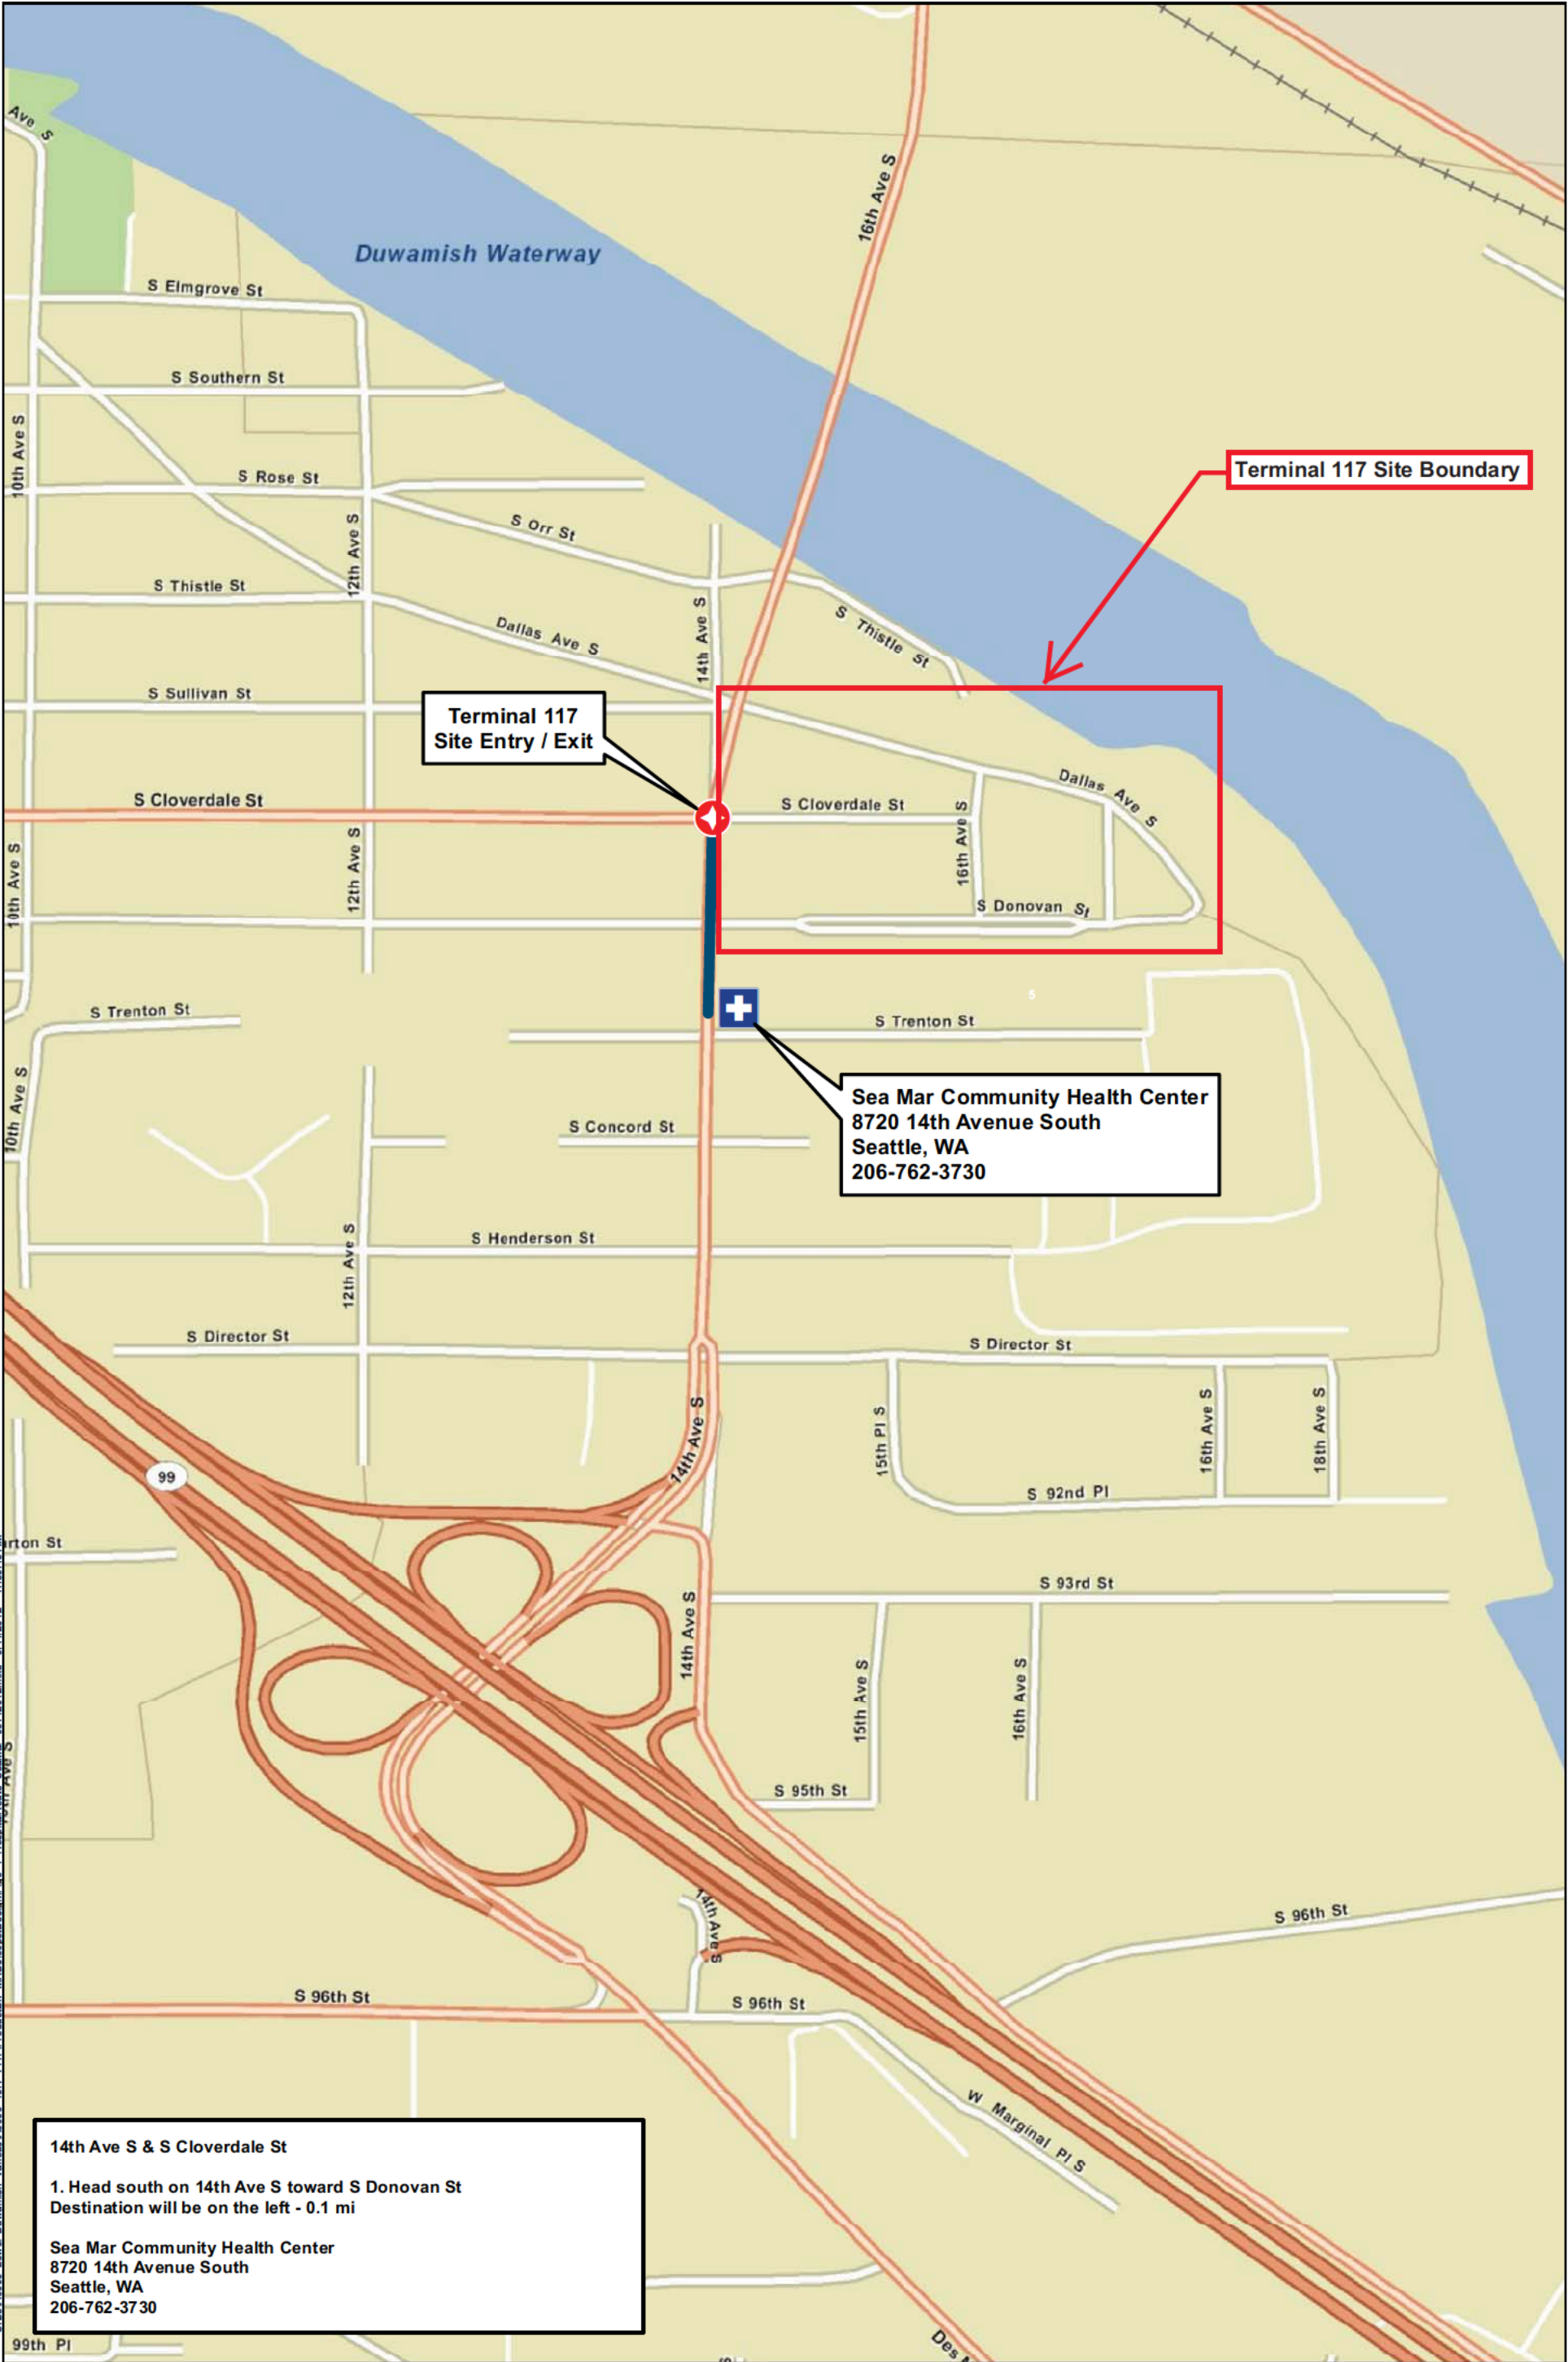 Ave S
16th Ave S
Duwamish Waterway
S Elmgrove St
S Southern St
10th Ave S
S Rose St
Terminal 117 Site Boundary
S Orr St
12th Ave S
S Thistle St
14th Ave S
S Thistle St
Dallas Ave S
S Sullivan St
Terminal 117
Site Entry / Exit
Dallas Ave S
S Cloverdale St
S Cloverdale St
16th Ave S
12th Ave S
10th Ave S
S Donovan St
5
S Trenton St
S Trenton St
10th Ave S
Sea Mar Community Health Center
8720 14th Avenue South
Seattle, WA
206-762-3730
S Concord St
12th Ave S
S Henderson St
S Director St
S Director St
14th Ave S
15th Pl S
16th Ave S
18th Ave S
99
S 92nd Pl
arton St
S 93rd St
14th Ave S
15th Ave S
16th Ave S
S 95th St
14th Ave S
S 96th St
S 96th St
S 96th St
W Marginal Pl S
14th Ave S & S Cloverdale St
1. Head south on 14th Ave S toward S Donovan St
Destination will be on the left - 0.1 mi
Sea Mar Community Health Center
8720 14th Avenue South
Seattle, WA
206-762-3730
99th Pl
Des